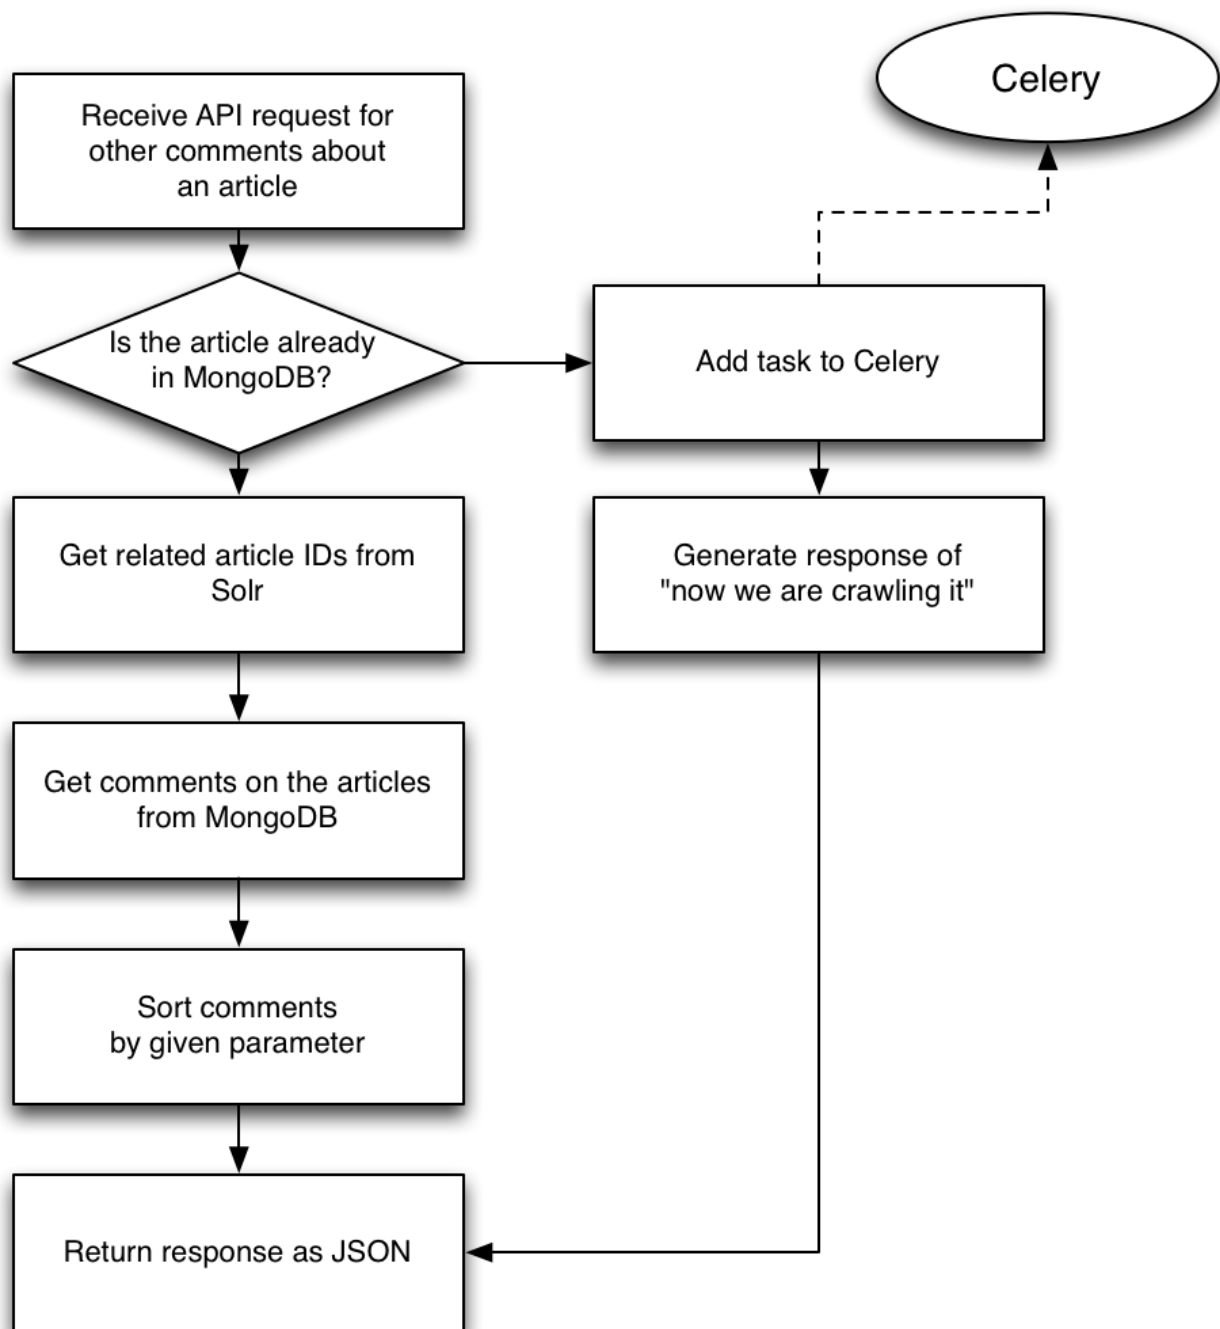 Celery
Receive API request for
other comments about
an article
Is the article already
in MongoDB?
Add task to Celery
Get related article IDs from
Solr
Generate response of
"now we are crawling it"
Get comments on the articles
from MongoDB
Sort comments
by given parameter
Return response as JSON